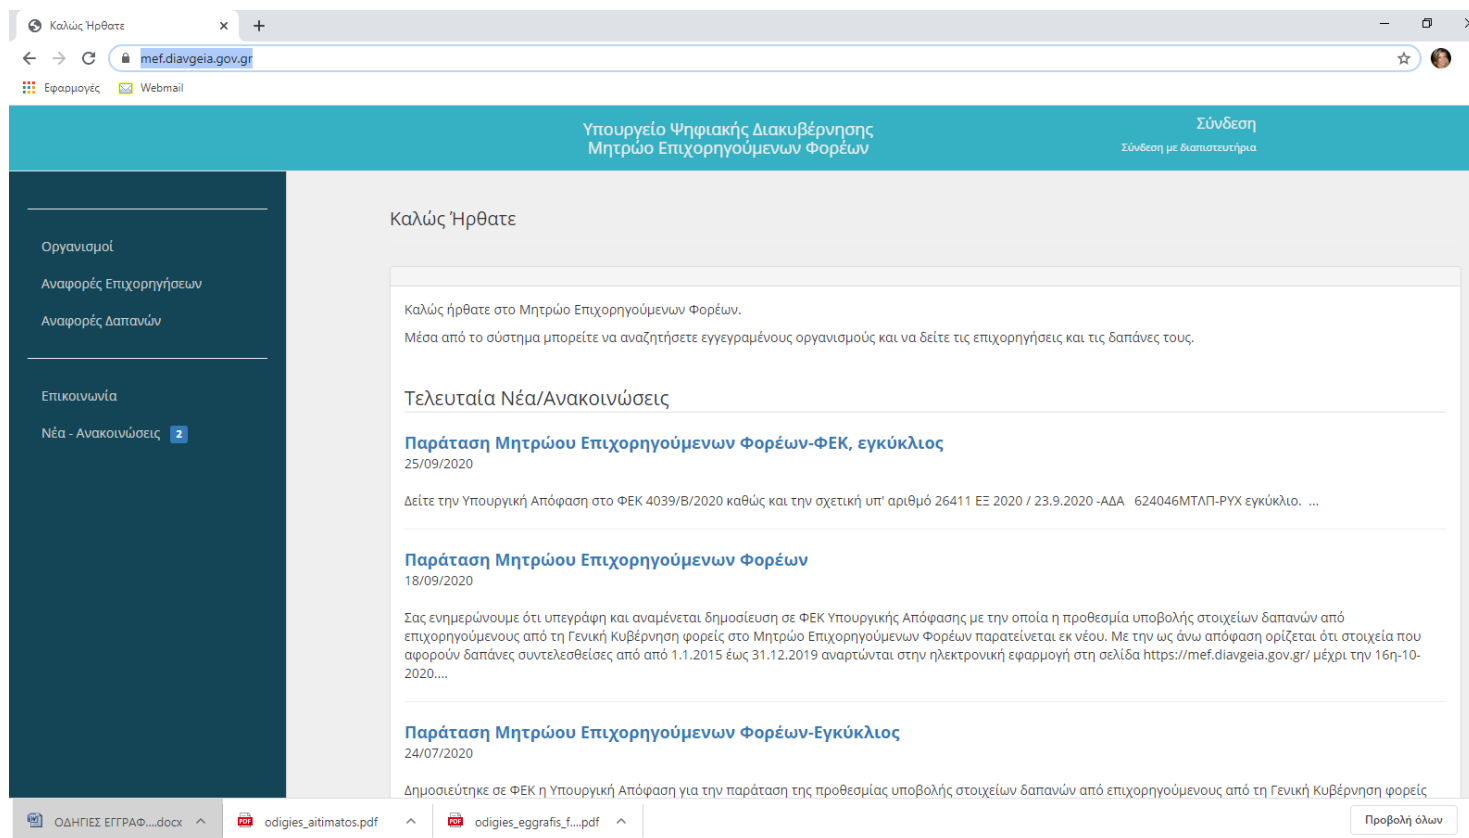 Καλώς Ήρθατε
mef.diavgeia.gov.gr
Εφαρμογές Webmail
Υπουργείο Ψηφιακής Διακυβέρνησης
Μητρώο Επιχορηγούμενων Φορέων
Σύνδεση
Σύνδεση με διαπιστευτήρια
Οργανισμοί
Αναφορές Επιχορηγήσεων
Αναφορές Δαπανών
Επικοινωνία
Νέα - Ανακοινώσεις 2
Καλώς Ήρθατε
Καλώς ήρθατε στο Μητρώο Επιχορηγούμενων Φορέων.
Μέσα από το σύστημα μπορείτε να αναζητήσετε εγγεγραμένους οργανισμούς και να δείτε τις επιχορηγήσεις και τις δαπάνες τους.
Τελευταία Νέα/Ανακοινώσεις
Παράταση Μητρώου Επιχορηγούμενων Φορέων-ΦΕΚ, εγκύκλιος
25/09/2020
Δείτε την Υπουργική Απόφαση στο ΦΕΚ 4039/Β/2020 καθώς και την σχετική υπ' αριθμό 26411 ΕΞ 2020 / 23.9.2020 -ΑΔΑ 624046ΜΤΛΠ-ΡΥΧ εγκύκλιο. ...
Παράταση Μητρώου Επιχορηγούμενων Φορέων
18/09/2020
Σας ενημερώνουμε ότι υπεγράφη και αναμένεται δημοσίευση σε ΦΕΚ Υπουργικής Απόφασης με την οποία η προθεσμία υποβολής στοιχείων δαπανών από
επιχορηγούμενους από τη Γενική Κυβέρνηση φορείς στο Μητρώο Επιχορηγούμενων Φορέων παρατείνεται εκ νέου. Με την ως άνω απόφαση ορίζεται ότι στοιχεία που
αφορούν δαπάνες συντελεσθείσες από από 1.1.2015 έως 31.12.2019 αναρτώνται στην ηλεκτρονική εφαρμογή στη σελίδα https://mef.diavgeia.gov.gr/ μέχρι την 16η-10-
2020....
Παράταση Μητρώου Επιχορηγούμενων Φορέων-Εγκύκλιος
24/07/2020
Δημοσιεύτηκε σε ΦΕΚ η Υπουργική Απόφαση για την παράταση της προθεσμίας υποβολής στοιχείων δαπανών από επιχορηγούμενους από τη Γενική Κυβέρνηση φορείς
ΟΔΗΓΙΕΣ ΕΓΓΡΑΦ....docx odigies_aitimatos.pdf odigies_eggrafis_f....pdf Προβολή όλων